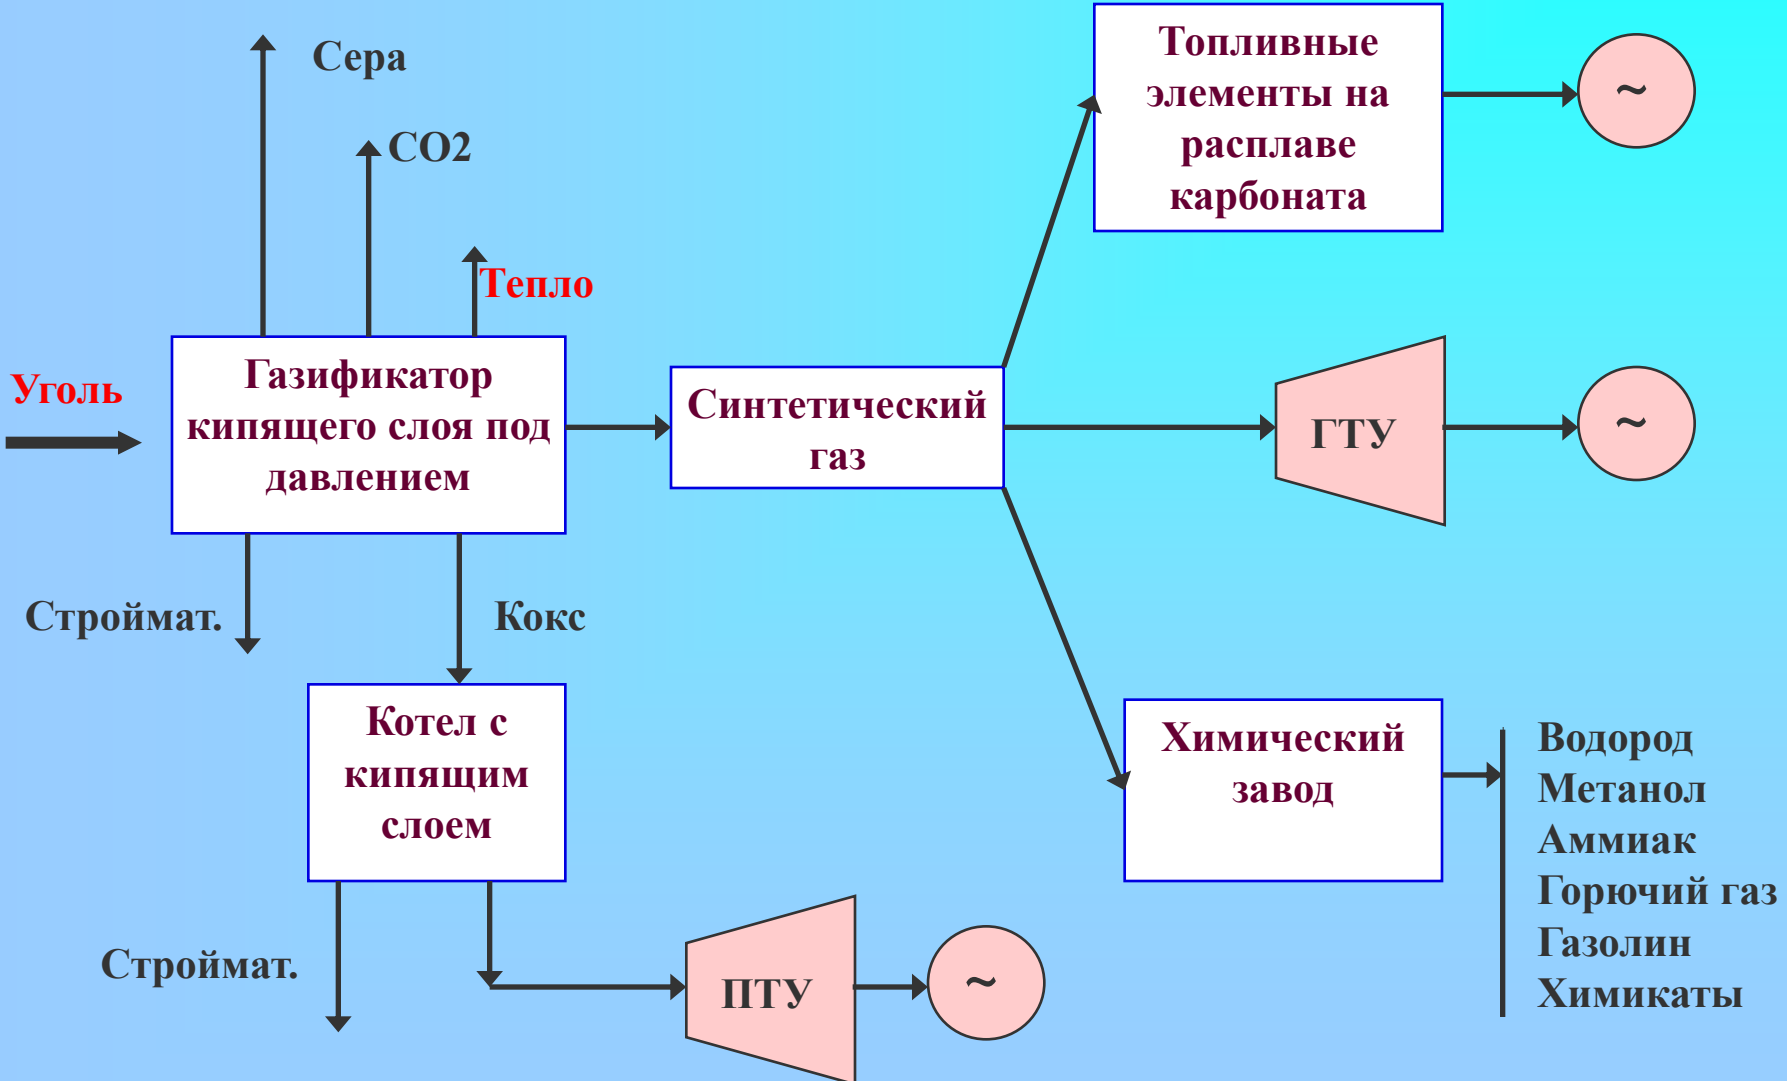 Сера
СО2
Тепло
Уголь
Газификатор
кипящего слоя под
давлением
Синтетический
газ
Топливные
элементы на
расплаве
карбоната
~
ГТУ
~
Строймат.
Кокс
Котел с
кипящим
слоем
Строймат.
ПТУ
~
Химический
завод
Водород
Метанол
Аммиак
Горючий газ
Газолин
Химикаты